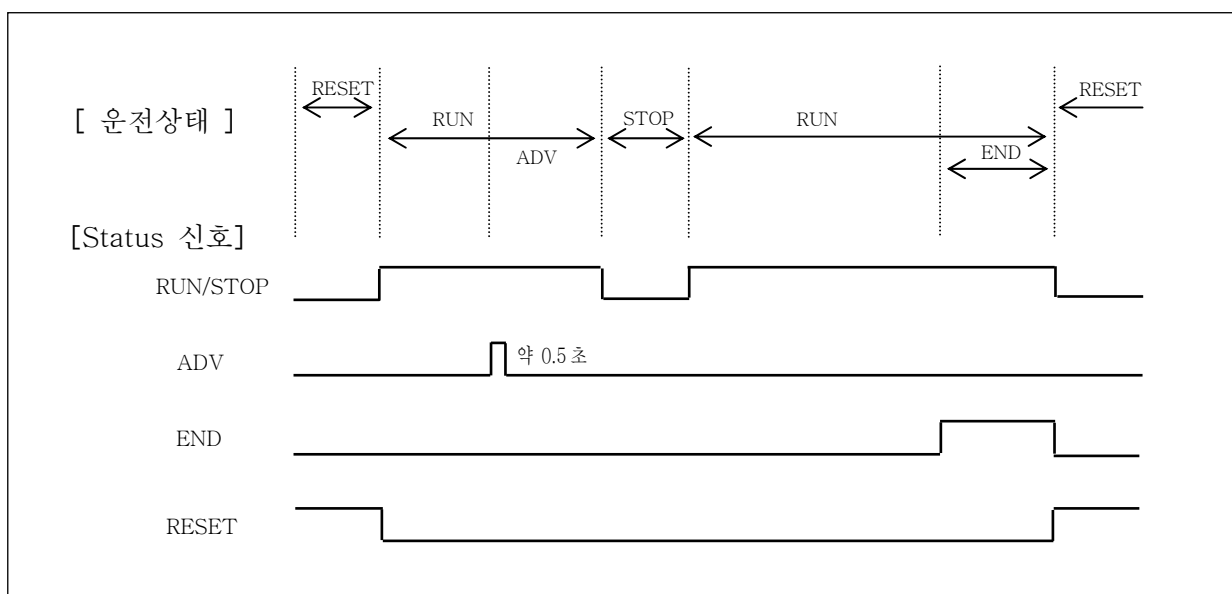 RESET
RESET
[ 운전상태 ]
RUN
STOP
RUN
ADV
END
[Status 신호]
RUN/STOP
ADV
약 0.5초
END
RESET